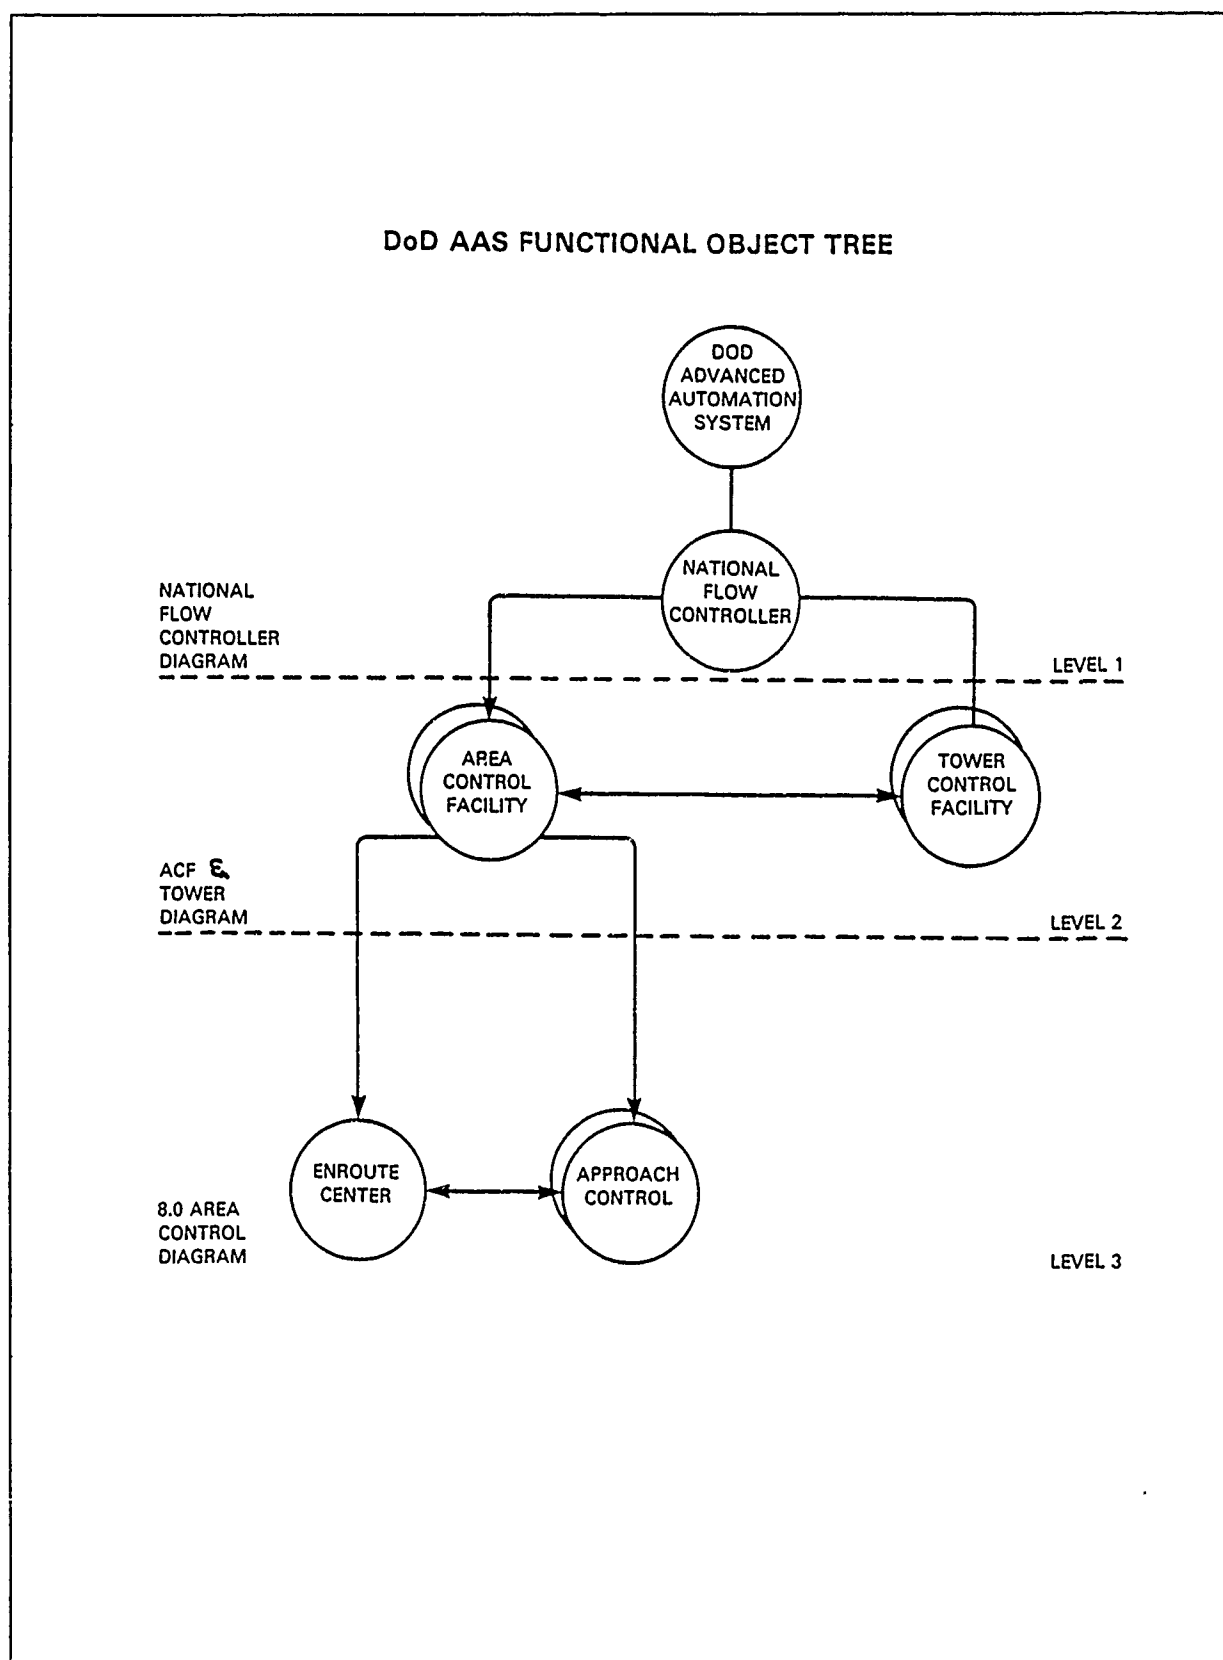 DoD AAS FUNCTIONAL OBJECT TREE
DOD
ADVANCED
AUTOMATION
SYSTEM
NATIONAL
FLOW
CONTROLLER
NATIONAL
FLOW
CONTROLLER
DIAGRAM
LEVEL 1
AREA
CONTROL
FACILITY
TOWER
CONTROL
FACILITY
ACF &
TOWER
DIAGRAM
LEVEL 2
ENROUTE
CENTER
APPROACH
CONTROL
8.0 AREA
CONTROL
DIAGRAM
LEVEL 3